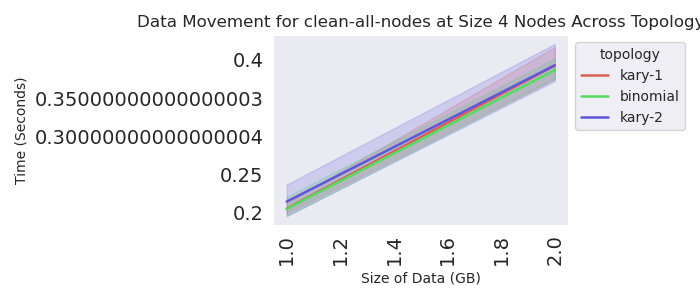 Data Movement for clean-all-nodes at Size 4 Nodes Across Topology
Time (Seconds)
0.4
0.35000000000000003
0.30000000000000004
0.25
0.2
1.0
1.2
1.4
1.6
1.8
2.0
Size of Data (GB)
topology
kary-1
binomial
kary-2